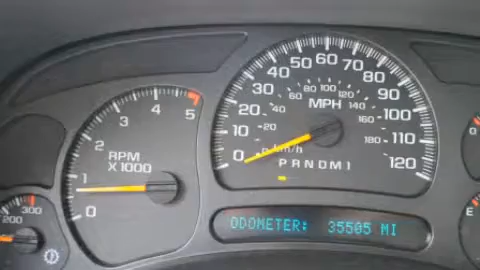 0 1 2 3 4 5
RPM
X 1000
0 10 20 30 40 50 60 70 80 90 100 110 120
20 40 60 80 100 120 140 160 180
MPH
km/h
P R N D M 1
200 300
E
ODOMETER: 35505 MI